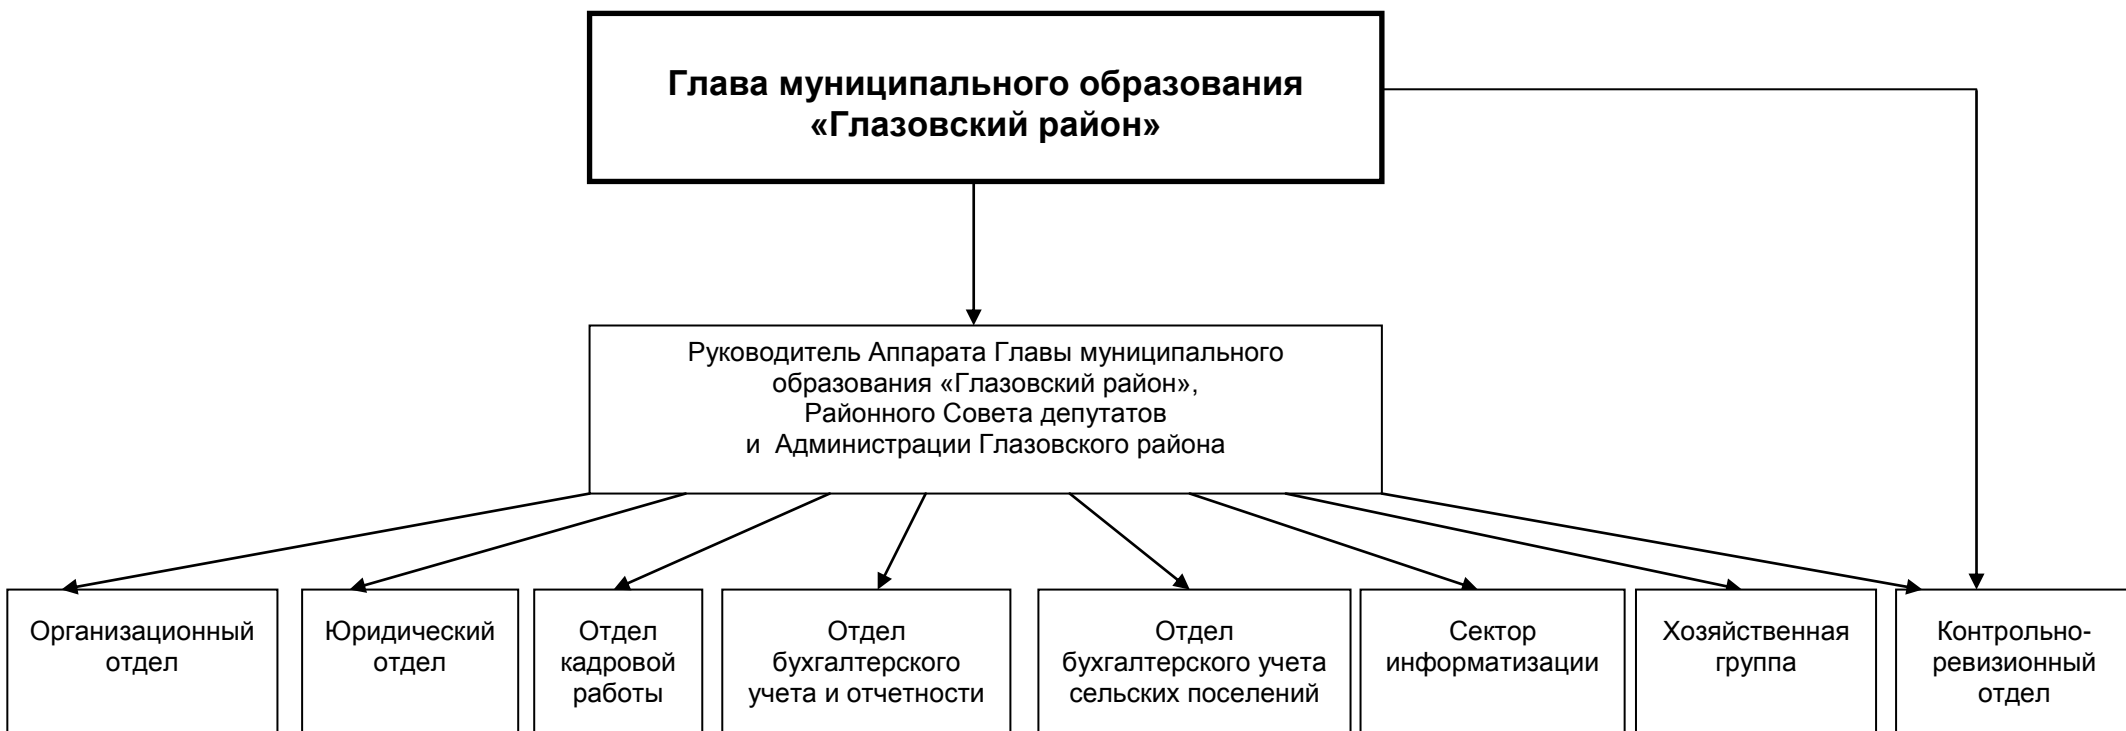 Глава муниципального образования
«Глазовский район»
Руководитель Аппарата Главы муниципального
образования «Глазовский район»,
Районного Совета депутатов
и Администрации Глазовского района
Организационный
отдел
Юридический
отдел
Отдел
кадровой
работы
Отдел
бухгалтерского
учета и отчетности
Отдел
бухгалтерского учета
сельских поселений
Сектор
информатизации
Хозяйственная
группа
Контрольно-
ревизионный
отдел